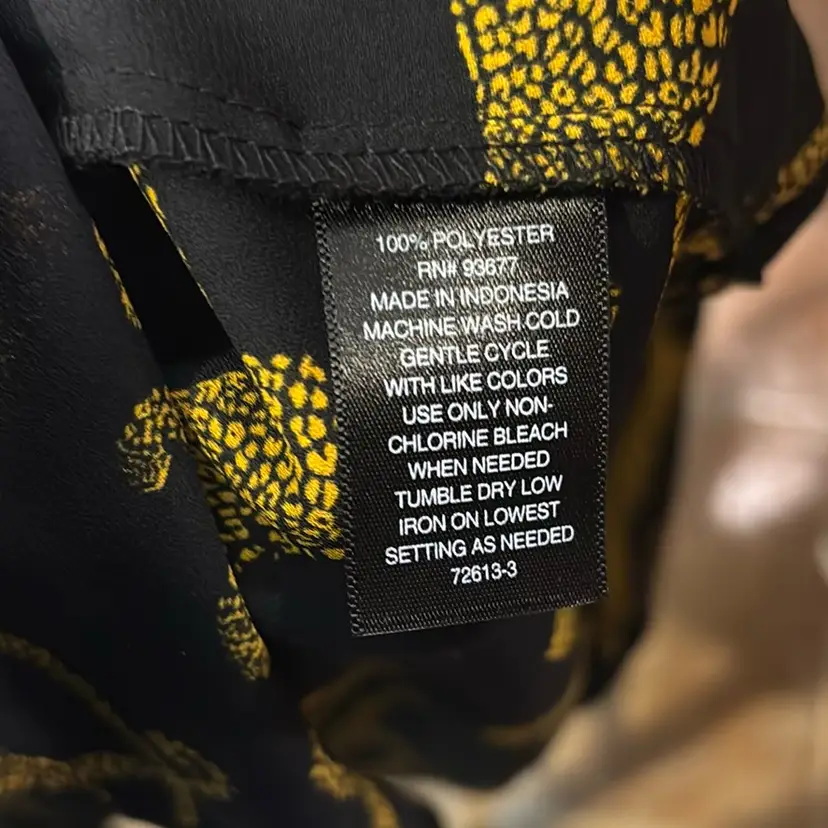 100% POLYESTER
RN# 93677
MADE IN INDONESIA
MACHINE WASH COLD
GENTLE CYCLE
WITH LIKE COLORS
USE ONLY NON-
CHLORINE BLEACH
WHEN NEEDED
TUMBLE DRY LOW
IRON ON LOWEST
SETTING AS NEEDED
72613-3